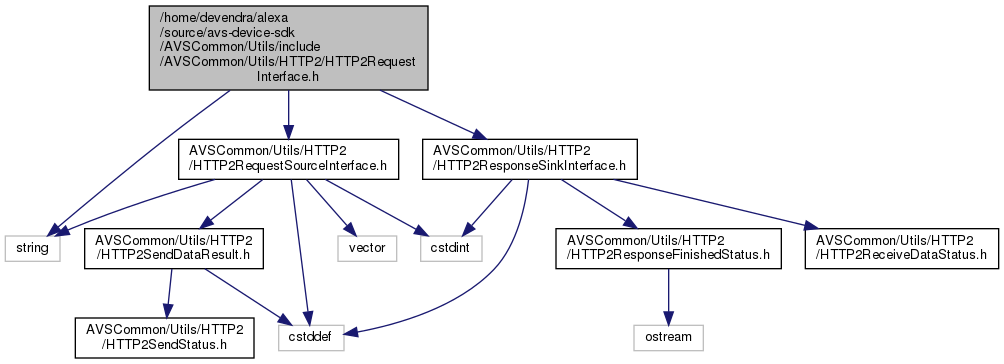 /home/devendra/alexa
/source/avs-device-sdk
/AVSCommon/Utils/include
/AVSCommon/Utils/HTTP2/HTTP2Request
Interface.h
AVSCommon/Utils/HTTP2
/HTTP2RequestSourceInterface.h
AVSCommon/Utils/HTTP2
/HTTP2ResponseSinkInterface.h
string
AVSCommon/Utils/HTTP2
/HTTP2SendDataResult.h
vector
cstdint
AVSCommon/Utils/HTTP2
/HTTP2ResponseFinishedStatus.h
AVSCommon/Utils/HTTP2
/HTTP2ReceiveDataStatus.h
AVSCommon/Utils/HTTP2
/HTTP2SendStatus.h
cstddef
ostream